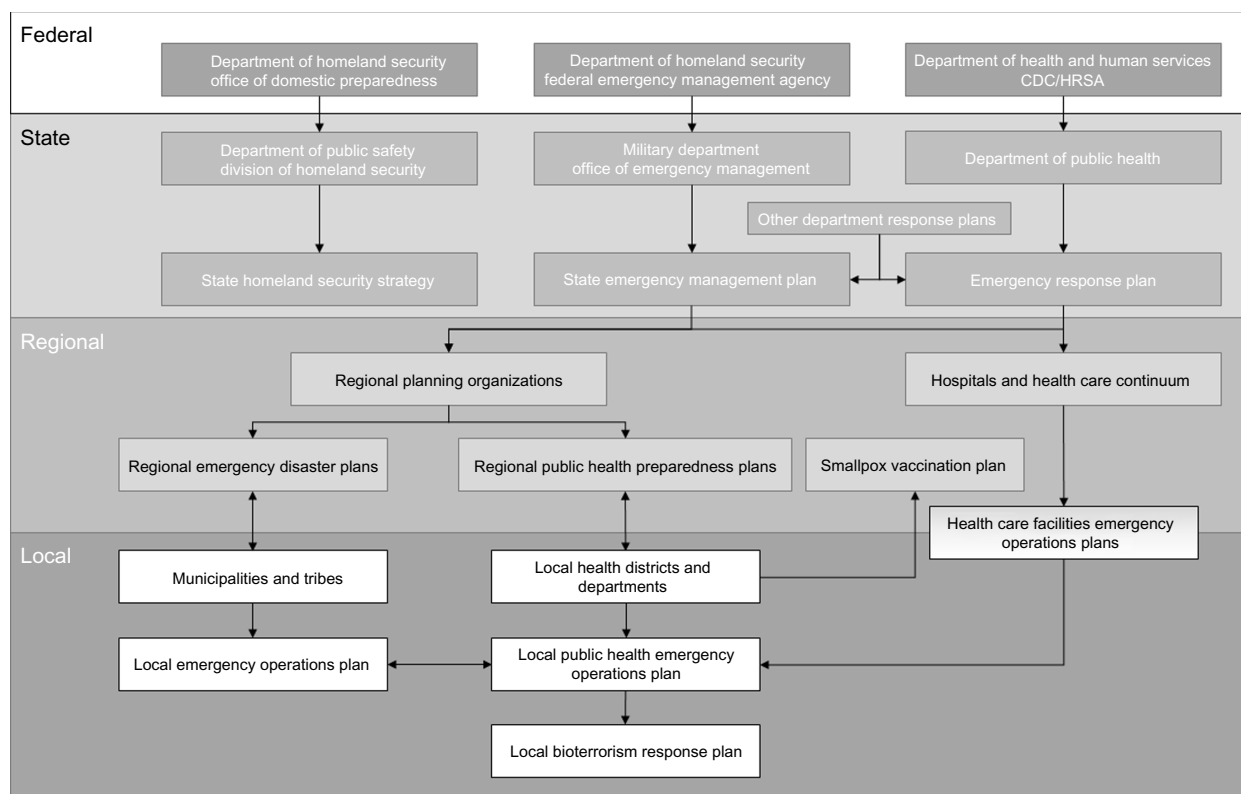 Federal
Department of homeland security
office of domestic preparedness
Department of homeland security
federal emergency management agency
Department of health and human services
CDC/HRSA
State
Department of public safety
division of homeland security
Military department
office of emergency management
Department of public health
Other department response plans
State homeland security strategy
State emergency management plan
Emergency response plan
Regional
Regional planning organizations
Hospitals and health care continuum
Regional emergency disaster plans
Regional public health preparedness plans
Smallpox vaccination plan
Health care facilities emergency
operations plans
Local
Municipalities and tribes
Local health districts and
departments
Local emergency operations plan
Local public health emergency
operations plan
Local bioterrorism response plan